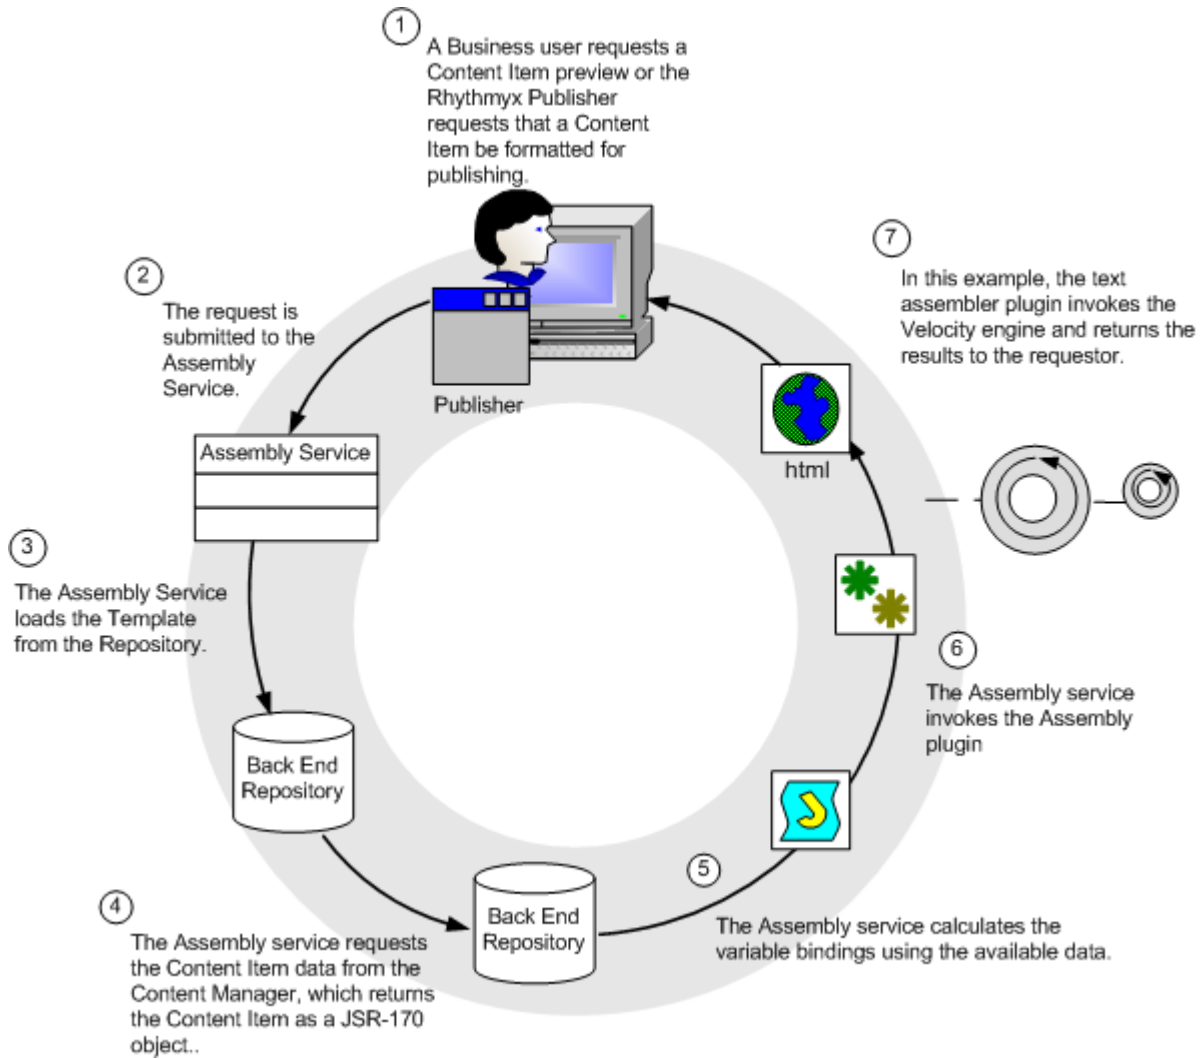 1
A Business user requests a
Content Item preview or the
Rhythmyx Publisher
requests that a Content
Item be formatted for
publishing.
Publisher
2
The request is
submitted to the
Assembly
Service.
Assembly Service
3
The Assembly Service
loads the Template
from the Repository.
Back End
Repository
4
The Assembly service requests
the Content Item data from the
Content Manager, which returns
the Content Item as a JSR-170
object..
Back End
Repository
5
The Assembly service calculates the
variable bindings using the available data.
6
The Assembly service
invokes the Assembly
plugin
html
7
In this example, the text
assembler plugin invokes the
Velocity engine and returns the
results to the requestor.